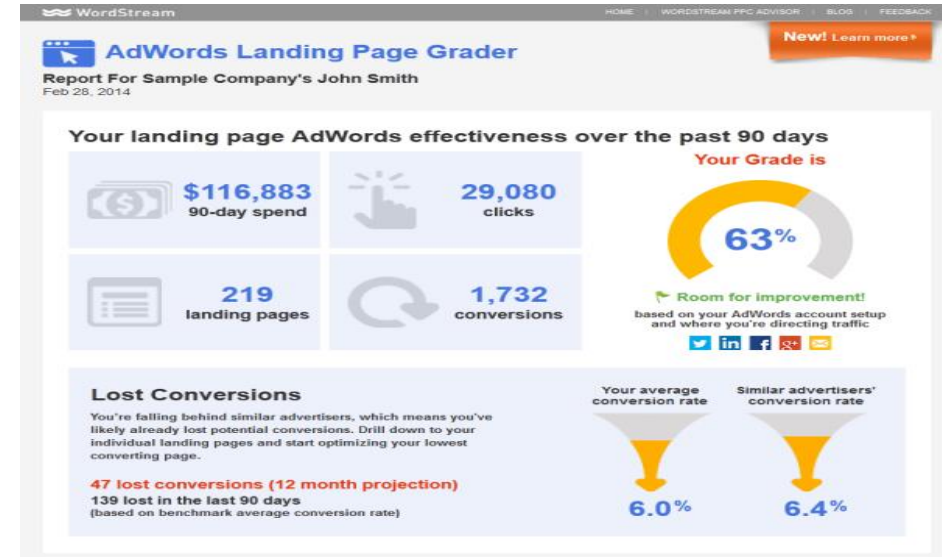 WordStream
HOME | WORDSTREAM PPC ADVISOR | BLOG | FEEDBACK
New! Learn more
AdWords Landing Page Grader
Report For Sample Company's John Smith
Feb 28, 2014
Your landing page AdWords effectiveness over the past 90 days
$116,883
90-day spend
29,080
clicks
219
landing pages
1,732
conversions
Your Grade is
63%
Room for improvement!
based on your AdWords account setup
and where you're directing traffic
in f g+
Lost Conversions
You're falling behind similar advertisers, which means you've
likely already lost potential conversions. Drill down to your
individual landing pages and start optimizing your lowest
converting page.
47 lost conversions (12 month projection)
139 lost in the last 90 days
(based on benchmark average conversion rate)
Your average
conversion rate
6.0%
Similar advertisers'
conversion rate
6.4%